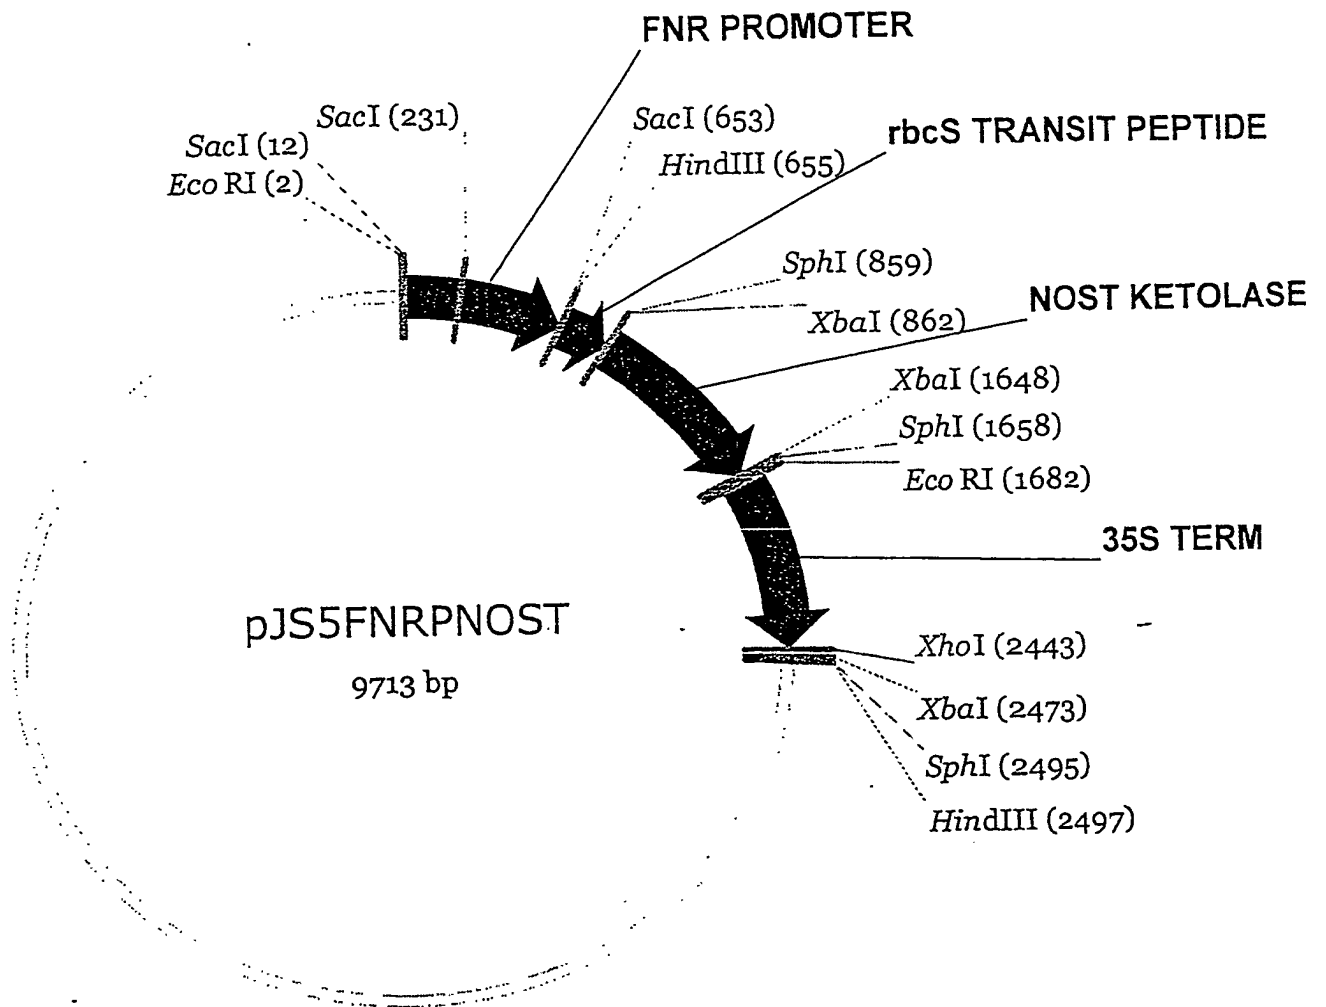 FNR PROMOTER
SacI (231)
SacI (653)
rbcS TRANSIT PEPTIDE
SacI (12)
HindIII (655)
Eco RI (2)
SphI (859)
NOST KETOLASE
XbaI (862)
XbaI (1648)
SphI (1658)
Eco RI (1682)
35S TERM
pJS5FNRPNOST
9713 bp
XhoI (2443)
XbaI (2473)
SphI (2495)
HindIII (2497)